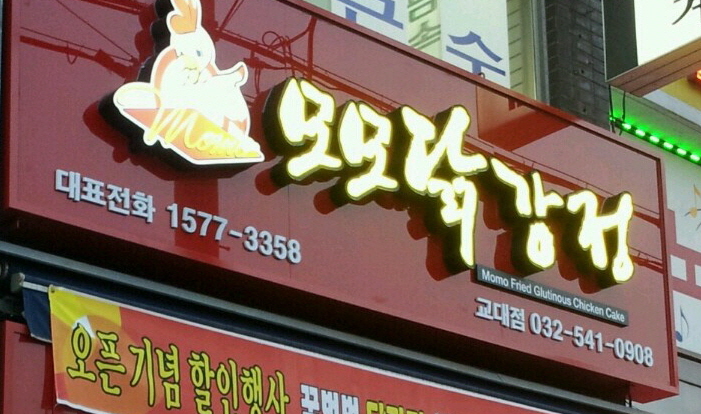 모모닭강정
대표전화 1577-3358
Momo Fried Glutinous Chicken Cake
교대점 032-541-0908
오픈기념 할인행사